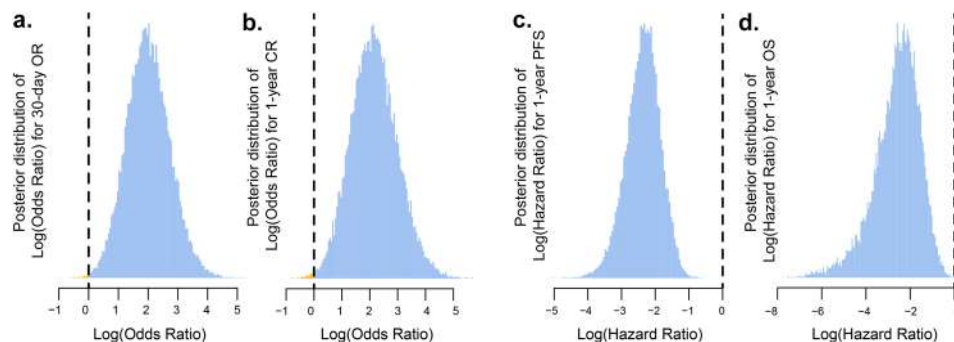 a.
Posterior distribution of
Log(Odds Ratio) for 30-day OR
−1 0 1 2 3 4 5
Log(Odds Ratio)
b.
Posterior distribution of
Log(Odds Ratio) for 1-year CR
−1 0 1 2 3 4 5
Log(Odds Ratio)
c.
Posterior distribution of
Log(Hazard Ratio) for 1-year PFS
−5 −4 −3 −2 −1 0
Log(Hazard Ratio)
d.
Posterior distribution of
Log(Hazard Ratio) for 1-year OS
−8 −6 −4 −2 0
Log(Hazard Ratio)